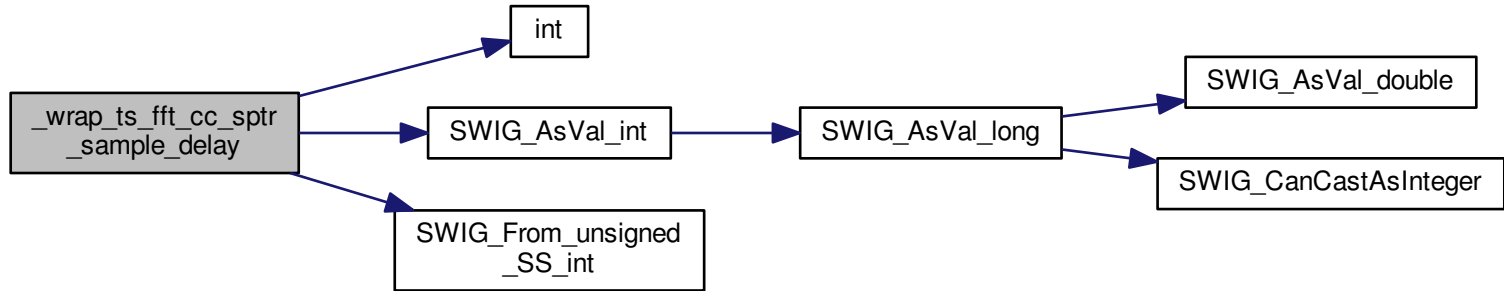 _wrap_ts_fft_cc_sptr
_sample_delay
int
SWIG_AsVal_int
SWIG_From_unsigned
_SS_int
SWIG_AsVal_long
SWIG_AsVal_double
SWIG_CanCastAsInteger